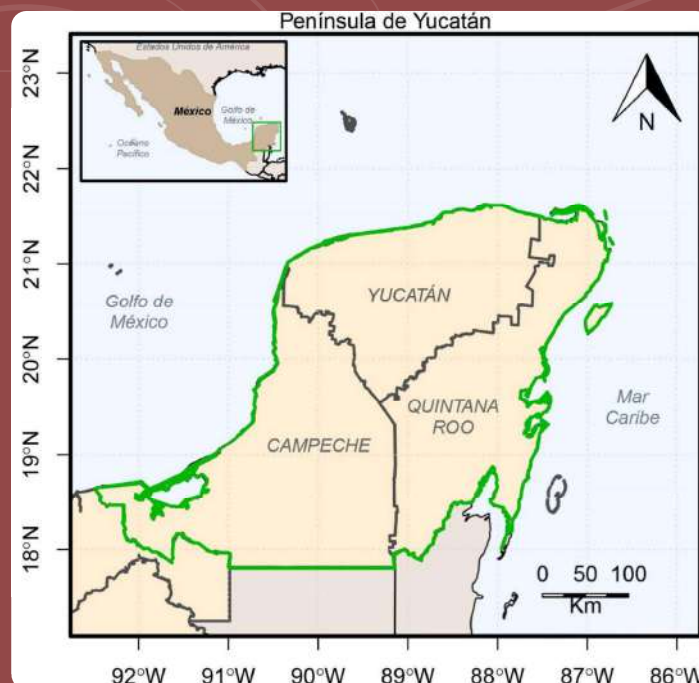 Península de Yucatán
Estados Unidos de América
México
Golfo de
México
Océano
Pacífico
N
23°N
22°N
21°N
20°N
19°N
18°N
Golfo de
México
YUCATÁN
QUINTANA
ROO
CAMPECHE
Mar
Caribe
0 50 100
Km
92°W 91°W 90°W 89°W 88°W 87°W 86°W